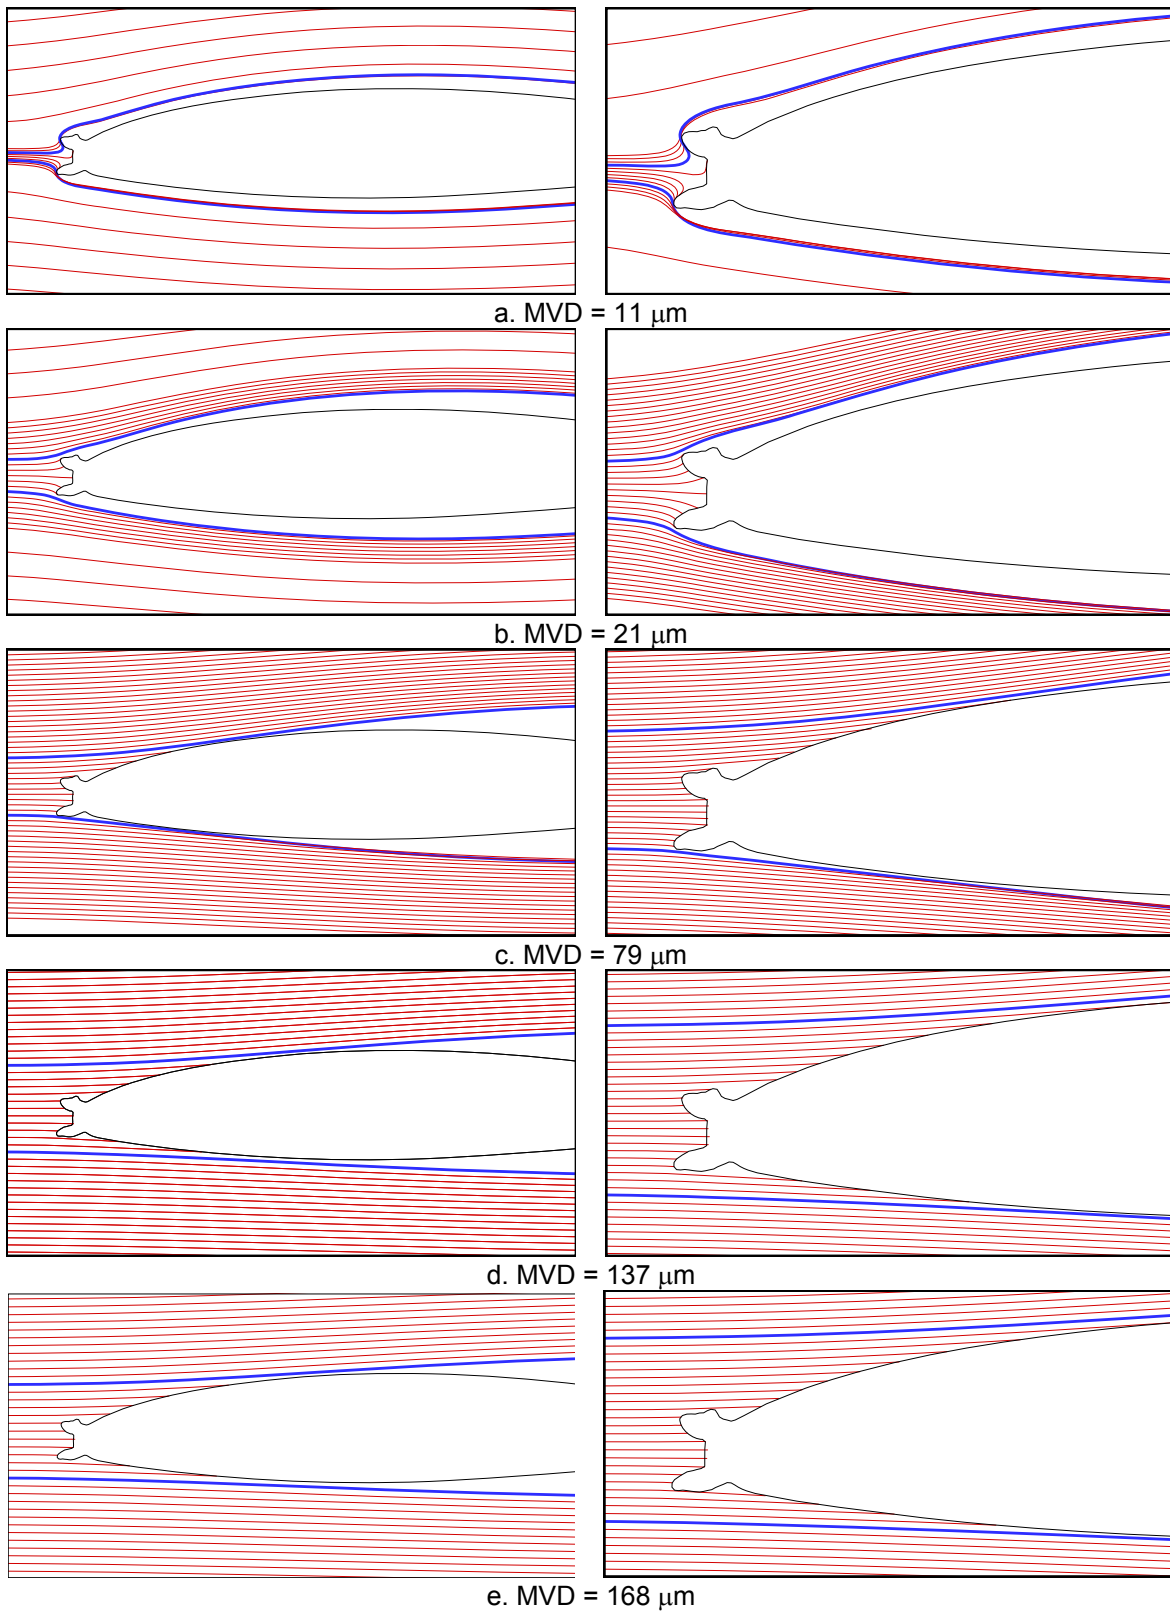 a. MVD = 11 μm
b. MVD = 21 μm
c. MVD = 79 μm
d. MVD = 137 μm
e. MVD = 168 μm